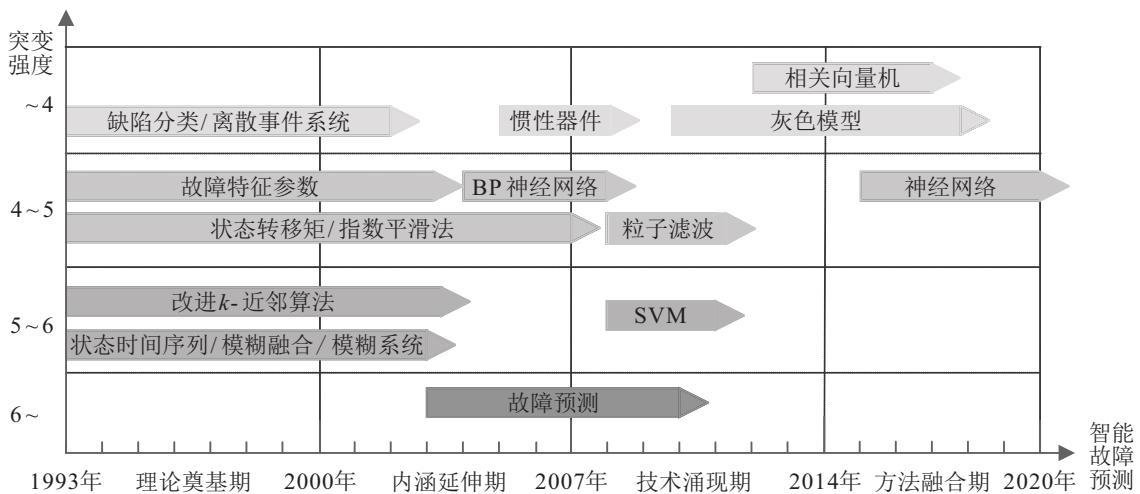 突变
强度
~4
相关向量机
缺陷分类/离散事件系统
惯性器件
灰色模型
4~5
故障特征参数
BP神经网络
神经网络
状态转移矩/指数平滑法
粒子滤波
5~6
改进k-近邻算法
SVM
状态时间序列/模糊融合/模糊系统
6~
故障预测
1993年 理论奠基期 2000年 内涵延伸期 2007年 技术涌现期 2014年 方法融合期 2020年
智能
故障
预测